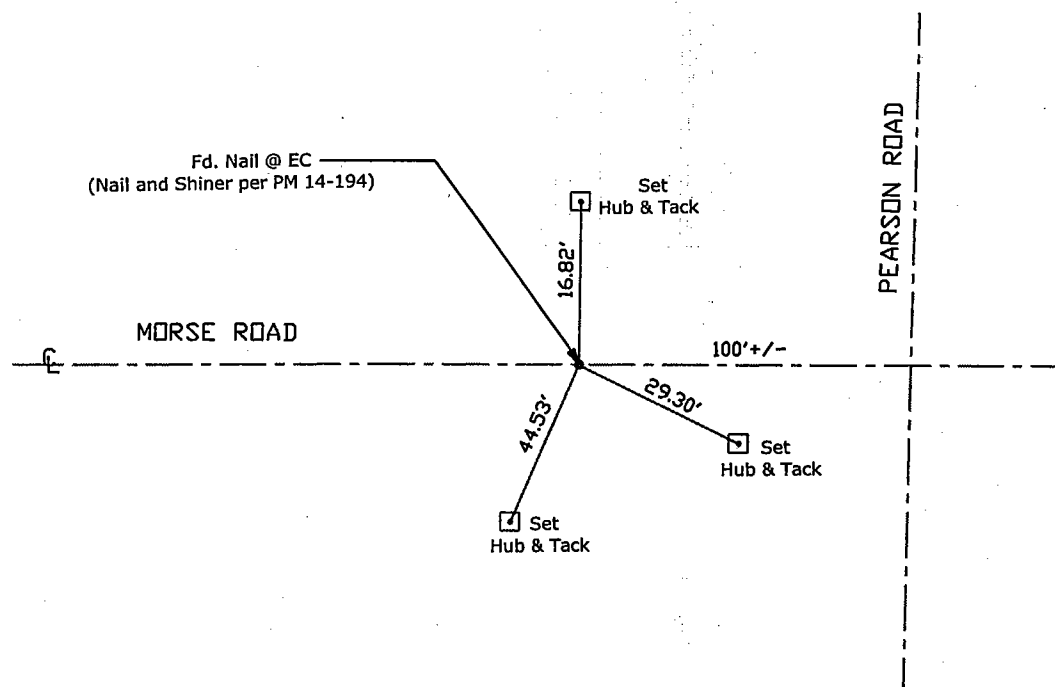 Fd. Nail @ EC
(Nail and Shiner per PM 14-194)
Set
Hub & Tack
PEARSON ROAD
16.82'
MORSE ROAD
℄
100'+/-
29.30'
44.53'
Set
Hub & Tack
Set
Hub & Tack